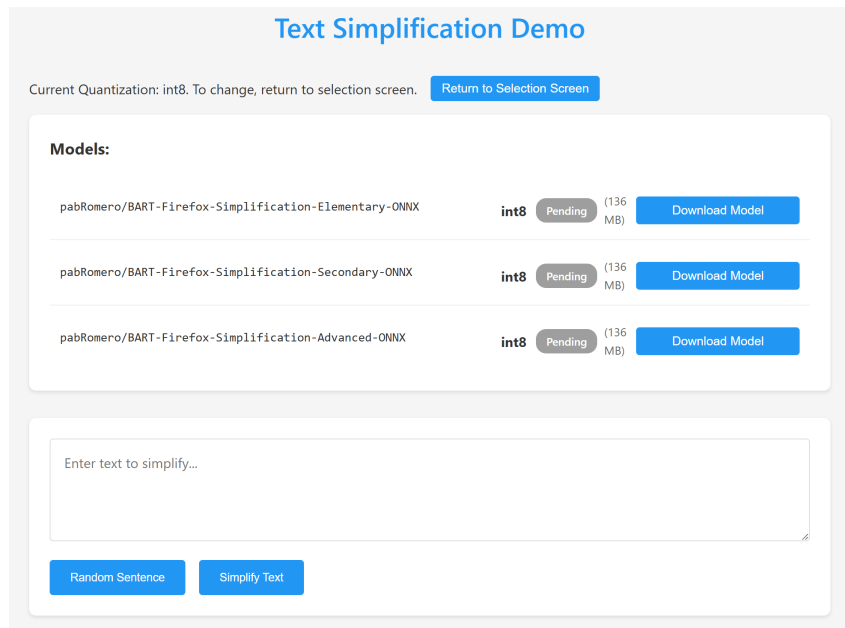 Text Simplification Demo
Current Quantization: int8. To change, return to selection screen. Return to Selection Screen
Models:
pabRomero/BART-Firefox-Simplification-Elementary-ONNX int8 Pending (136 MB) Download Model
pabRomero/BART-Firefox-Simplification-Secondary-ONNX int8 Pending (136 MB) Download Model
pabRomero/BART-Firefox-Simplification-Advanced-ONNX int8 Pending (136 MB) Download Model
Enter text to simplify...
Random Sentence Simplify Text